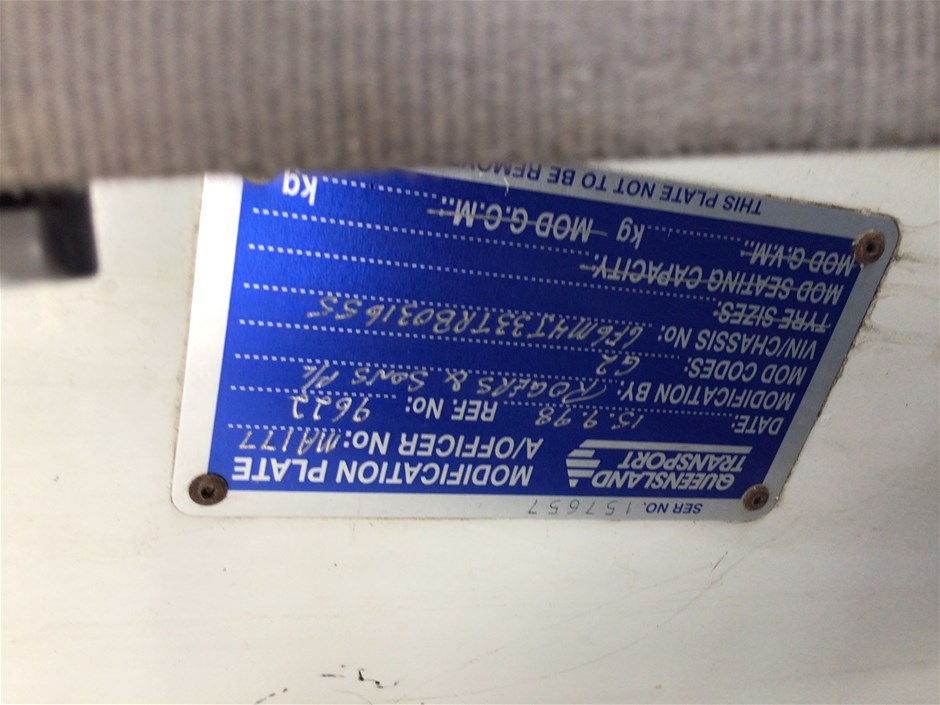 SER NO. 157657
QUEENSLAND TRANSPORT
MODIFICATION PLATE
A/OFFICER No: MA177
DATE: 15.9.98 REF No: 9622
MODIFICATION BY: ROGERS & SONS P/L
MOD CODES: G2
VIN/CHASSIS No: 6F6MHJ33TRB031655
TYRE SIZES:
MOD SEATING CAPACITY:
MOD G.V.M.: kg MOD G.C.M.: kg
THIS PLATE NOT TO BE